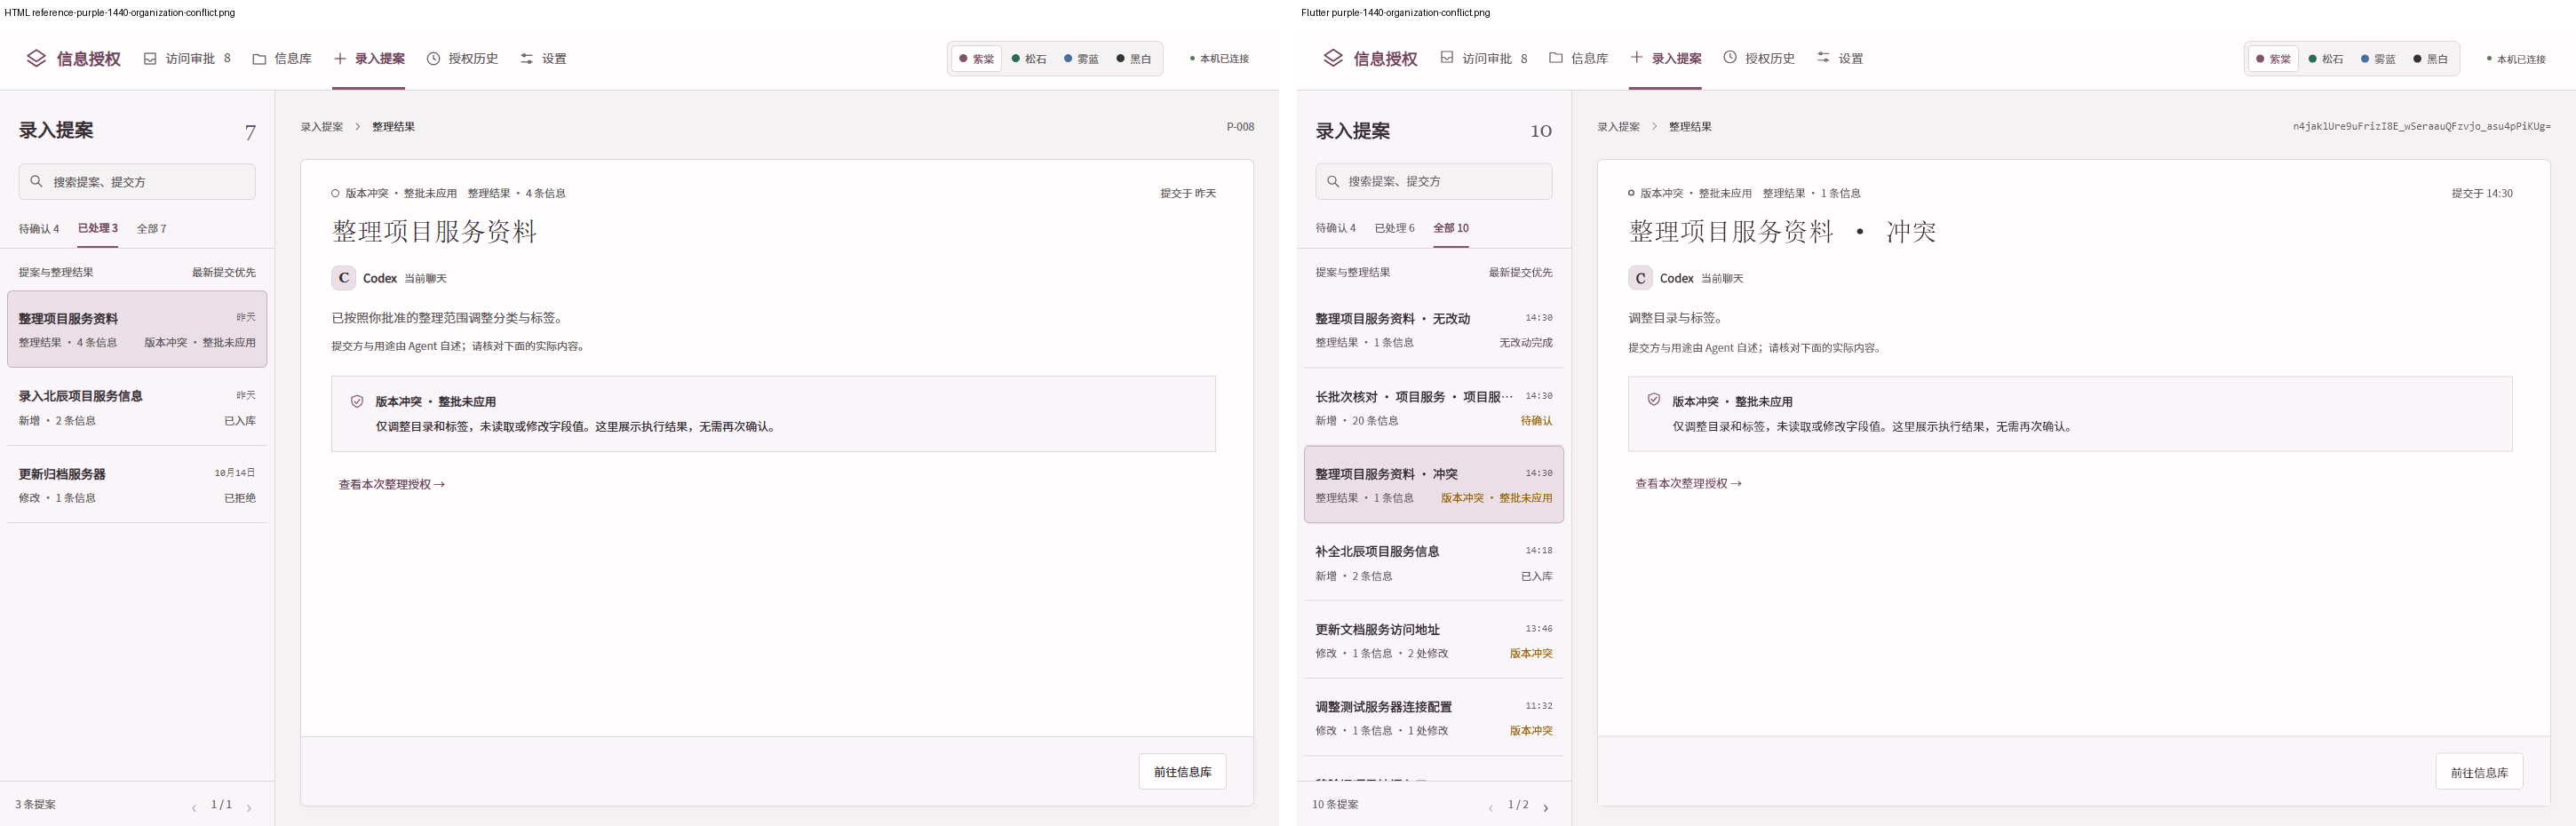 HTML reference-purple-1440-organization-conflict.png
信息授权 访问审批 8 信息库 录入提案 授权历史 设置 紫棠 松石 雾蓝 黑白 本机已连接
录入提案 7
搜索提案、提交方
待确认 4 已处理 3 全部 7
提案与整理结果 最新提交优先
整理项目服务资料 昨天
整理结果 · 4 条信息 版本冲突 · 整批未应用
录入北辰项目服务信息 昨天
新增 · 2 条信息 已入库
更新归档服务器 10月14日
修改 · 1 条信息 已拒绝
3 条提案 ‹ 1 / 1 ›
录入提案 > 整理结果 P-008
版本冲突 · 整批未应用 整理结果 · 4 条信息 提交于 昨天
整理项目服务资料
C Codex 当前聊天
已按照你批准的整理范围调整分类与标签。
提交方与用途由 Agent 自述；请核对下面的实际内容。
版本冲突 · 整批未应用
仅调整目录和标签，未读取或修改字段值。这里展示执行结果，无需再次确认。
查看本次整理授权 →
前往信息库
Flutter purple-1440-organization-conflict.png
信息授权 访问审批 8 信息库 录入提案 授权历史 设置 紫棠 松石 雾蓝 黑白 本机已连接
录入提案 10
搜索提案、提交方
待确认 4 已处理 6 全部 10
提案与整理结果 最新提交优先
整理项目服务资料 · 无改动 14:30
整理结果 · 1 条信息 无改动完成
长批次核对 · 项目服务 · 项目服… 14:30
新增 · 20 条信息 待确认
整理项目服务资料 · 冲突 14:30
整理结果 · 1 条信息 版本冲突 · 整批未应用
补全北辰项目服务信息 14:18
新增 · 2 条信息 已入库
更新文档服务访问地址 13:46
修改 · 1 条信息 · 2 处修改 版本冲突
调整测试服务器连接配置 11:32
修改 · 1 条信息 · 1 处修改 版本冲突
10 条提案 ‹ 1 / 2 ›
录入提案 > 整理结果 n4jaklUre9uFrizI8E_wSeraauQFzvjo_asu4pPiKUg=
版本冲突 · 整批未应用 整理结果 · 1 条信息 提交于 14:30
整理项目服务资料 · 冲突
C Codex 当前聊天
调整目录与标签。
提交方与用途由 Agent 自述；请核对下面的实际内容。
版本冲突 · 整批未应用
仅调整目录和标签，未读取或修改字段值。这里展示执行结果，无需再次确认。
查看本次整理授权 →
前往信息库